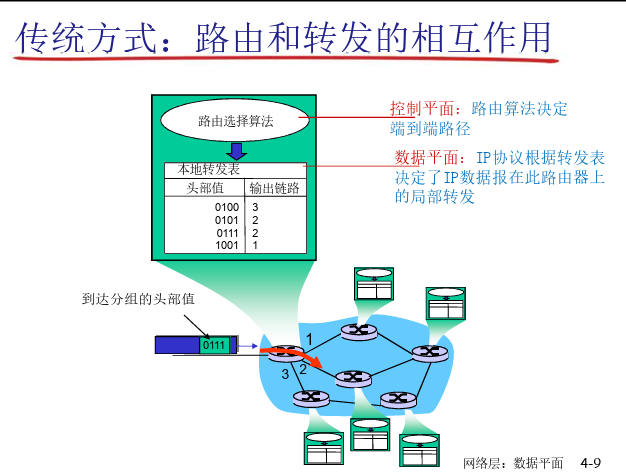 传统方式：路由和转发的相互作用
路由选择算法
控制平面：路由算法决定
端到端路径
本地转发表
头部值 输出链路
0100 3
0101 2
0111 2
1001 1
数据平面：IP协议根据转发表
决定了IP数据报在此路由器上
的局部转发
到达分组的头部值
0111
1
2
3
网络层：数据平面 4-9